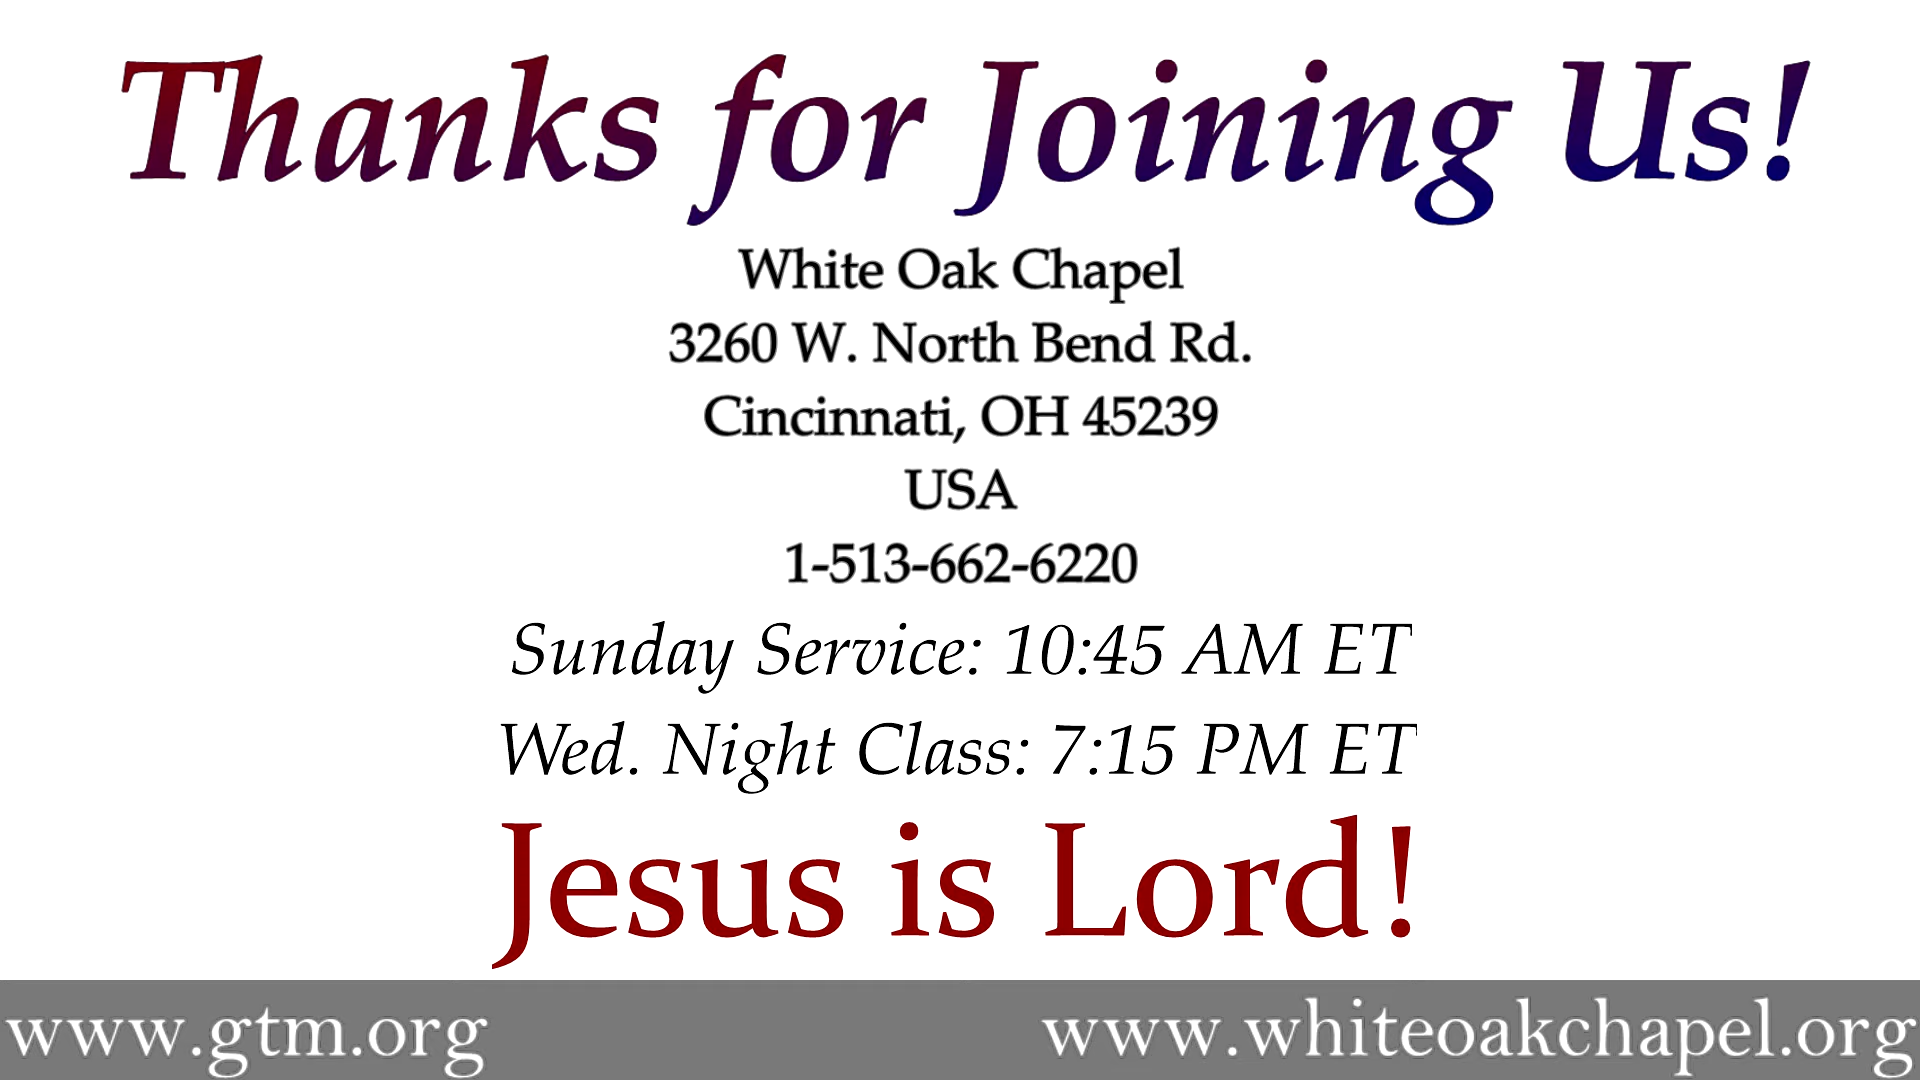 Thanks for Joining Us!
White Oak Chapel
3260 W. North Bend Rd.
Cincinnati, OH 45239
USA
1-513-662-6220
Sunday Service: 10:45 AM ET
Wed. Night Class: 7:15 PM ET
Jesus is Lord!
www.gtm.org
www.whiteoakchapel.org